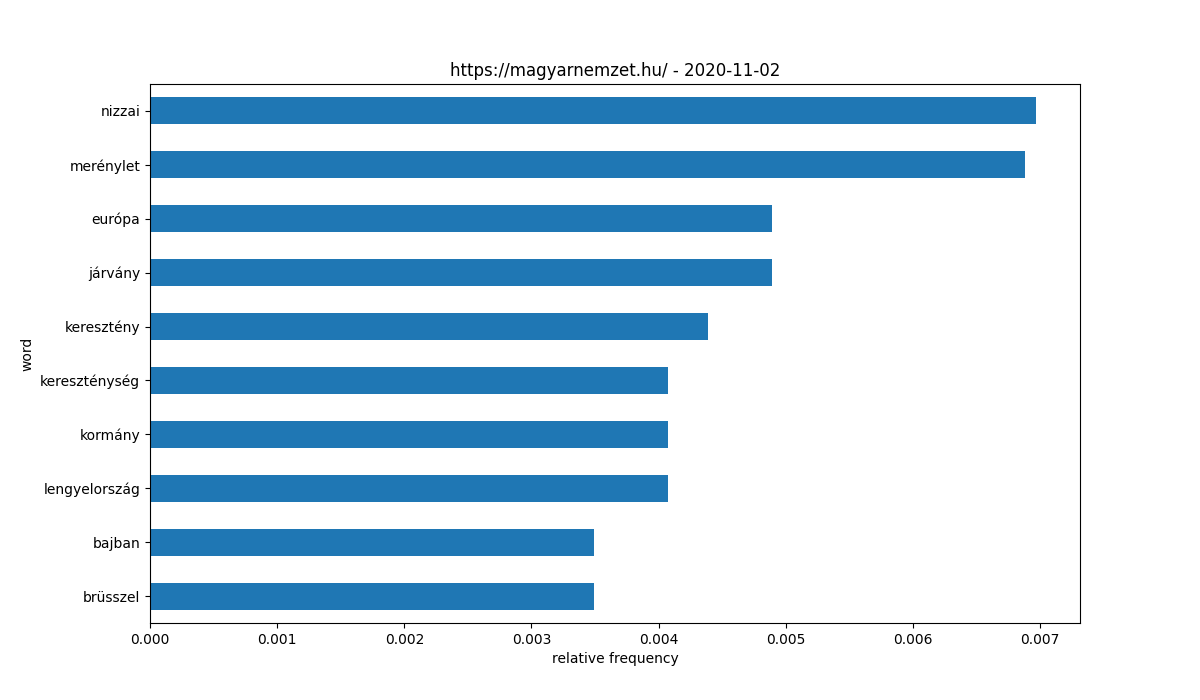 https://magyarnemzet.hu/ - 2020-11-02
word
nizzai
merénylet
európa
járvány
keresztény
kereszténység
kormány
lengyelország
bajban
brüsszel
0.000 0.001 0.002 0.003 0.004 0.005 0.006 0.007
relative frequency